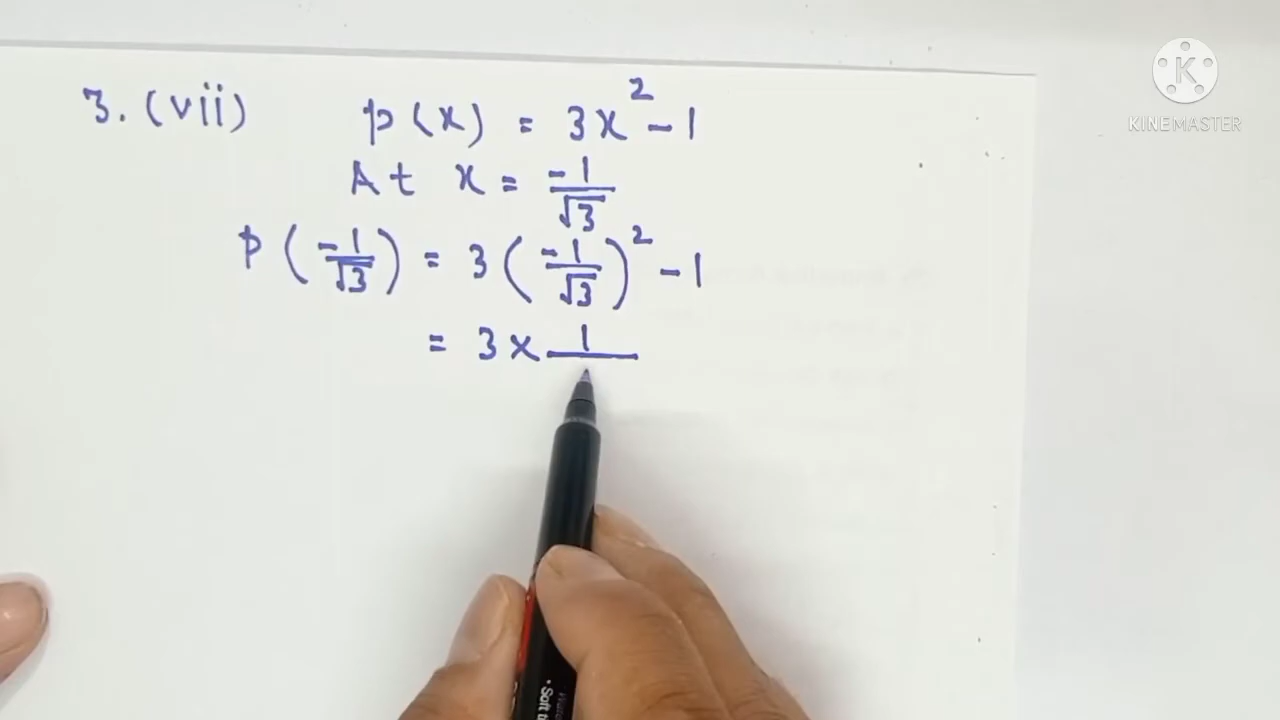 3. (vii) p(x) = 3x² - 1
At x = -1/√3
p(-1/√3) = 3(-1/√3)² - 1
= 3 x 1/
K
KINEMASTER